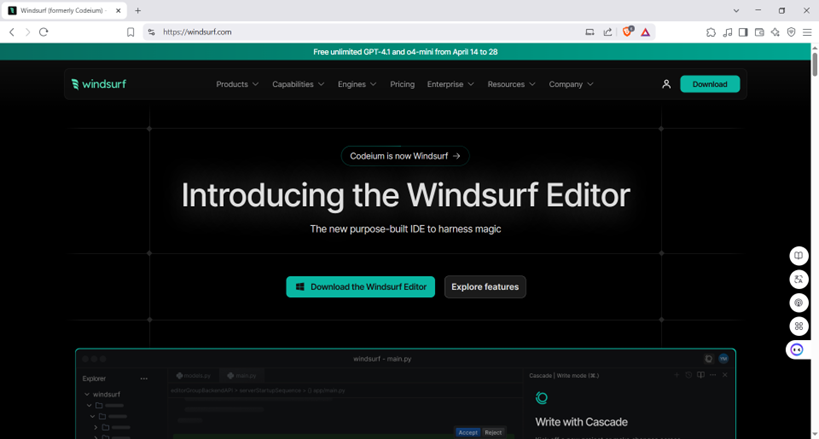 Windsurf (formerly Codeium) -
https://windsurf.com
Free unlimited GPT-4.1 and o4-mini from April 14 to 28
windsurf Products Capabilities Engines Pricing Enterprise Resources Company Download
Codeium is now Windsurf →
Introducing the Windsurf Editor
The new purpose-built IDE to harness magic
Download the Windsurf Editor Explore features
windsurf - main.py
Explorer ··· main.py Cascade | Write mode
windsurf
Write with Cascade
Accept Reject